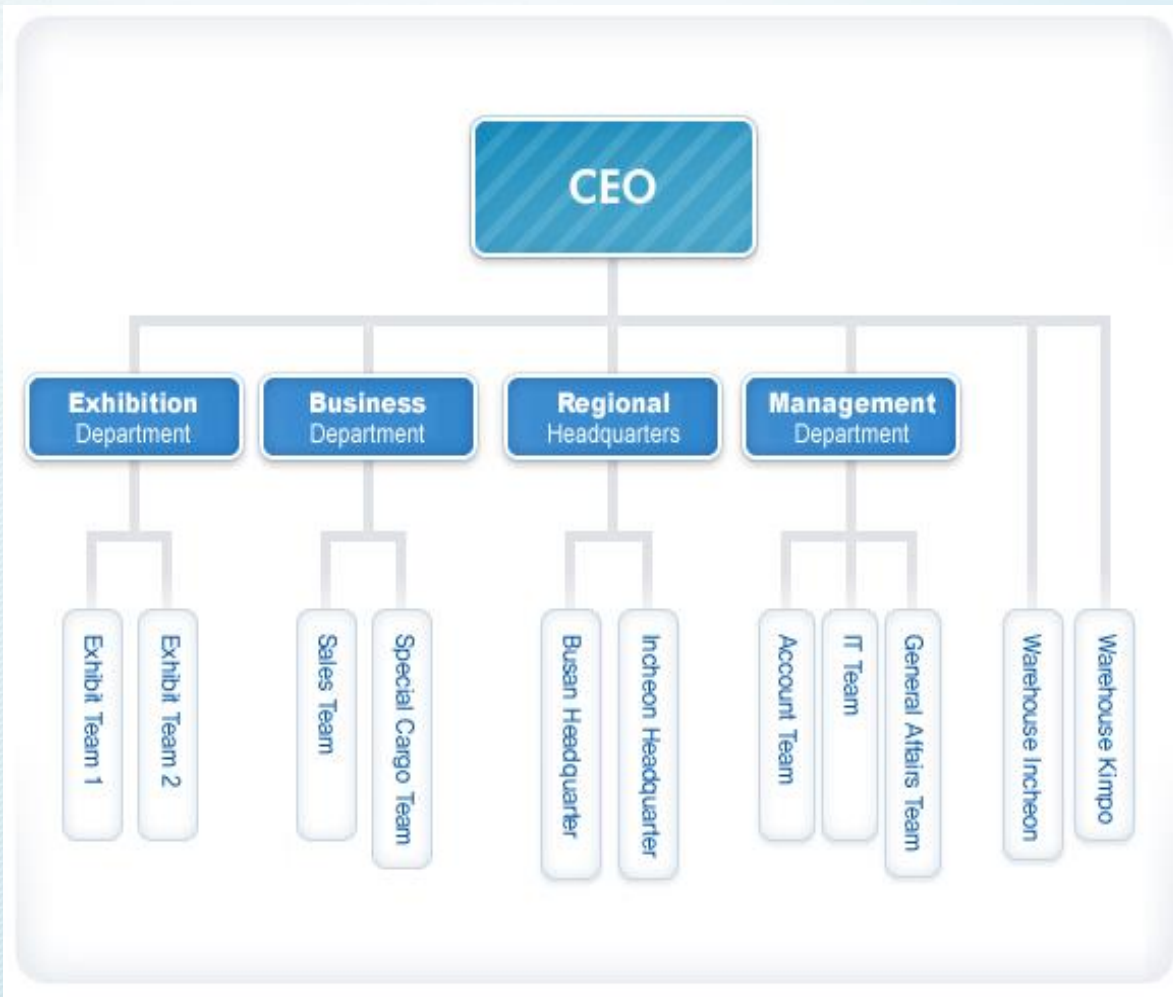 CEO
Exhibition
Department
Business
Department
Regional
Headquarters
Management
Department
Exhibit Team 1
Exhibit Team 2
Sales Team
Special Cargo Team
Busan Headquarter
Incheon Headquarter
Account Team
IT Team
General Affairs Team
Warehouse Incheon
Warehouse Kimpo